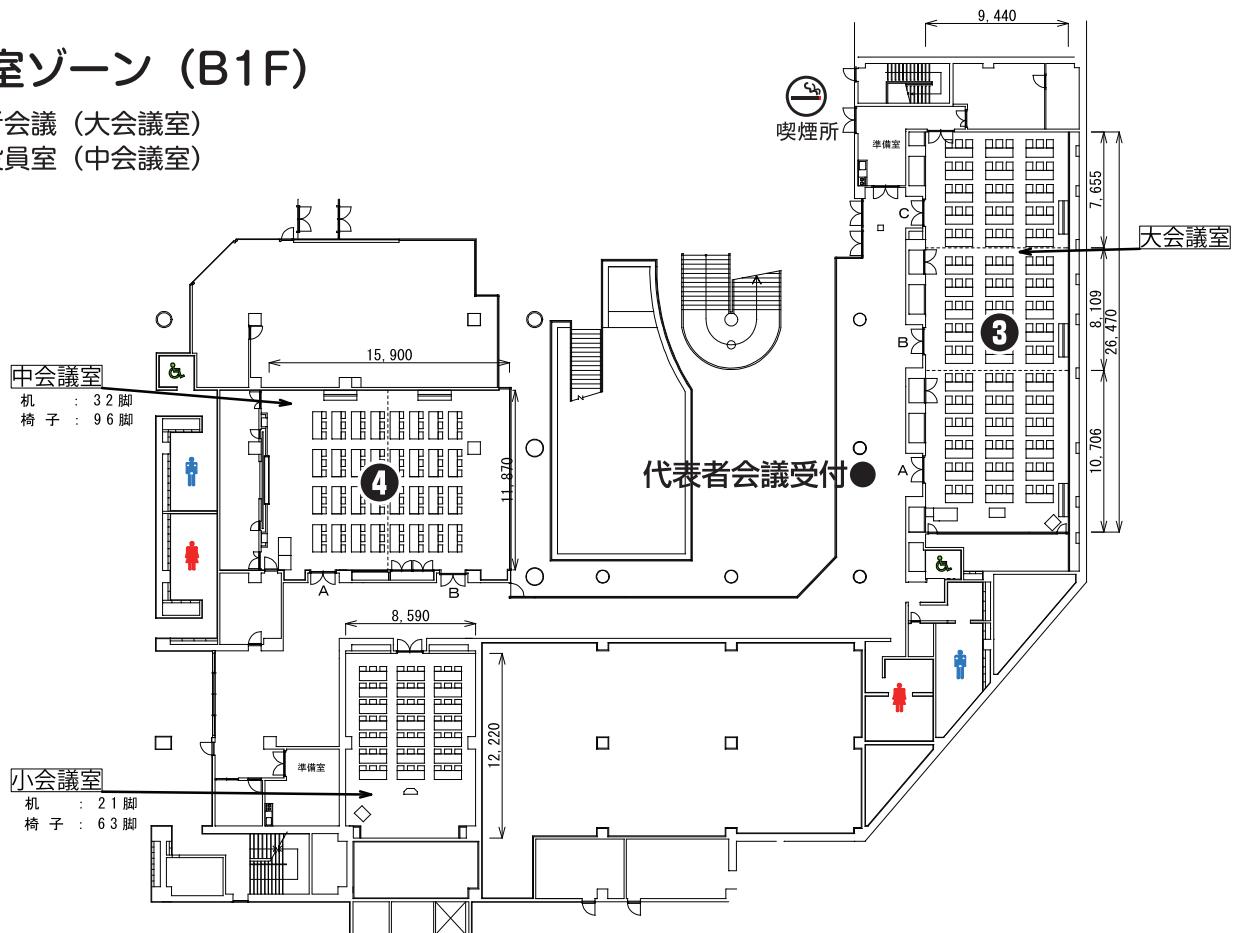 室ゾーン（B1F）
会議（大会議室）
員室（中会議室）
9,440
喫煙所
準備室
7,655
C
大会議室
8,109
26,470
B
3
15,900
中会議室
机 : 32脚
椅子 : 96脚
4
11,870
代表者会議受付●
A
10,706
A
B
8,590
12,220
準備室
小会議室
机 : 21脚
椅子 : 63脚